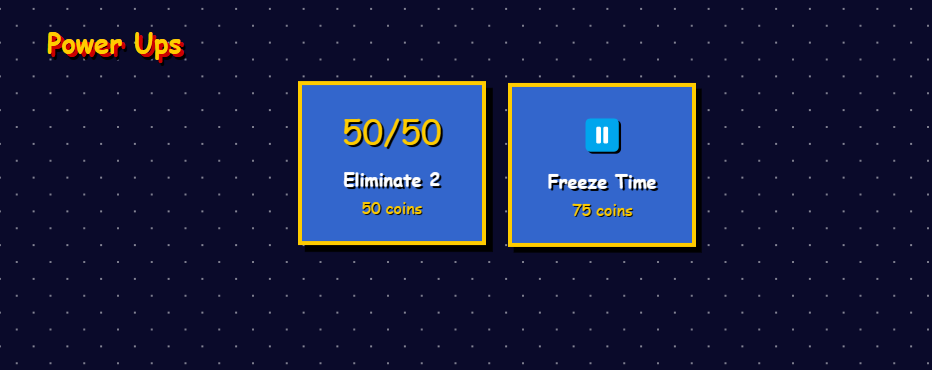 Power Ups
50/50
Eliminate 2
50 coins
Freeze Time
75 coins